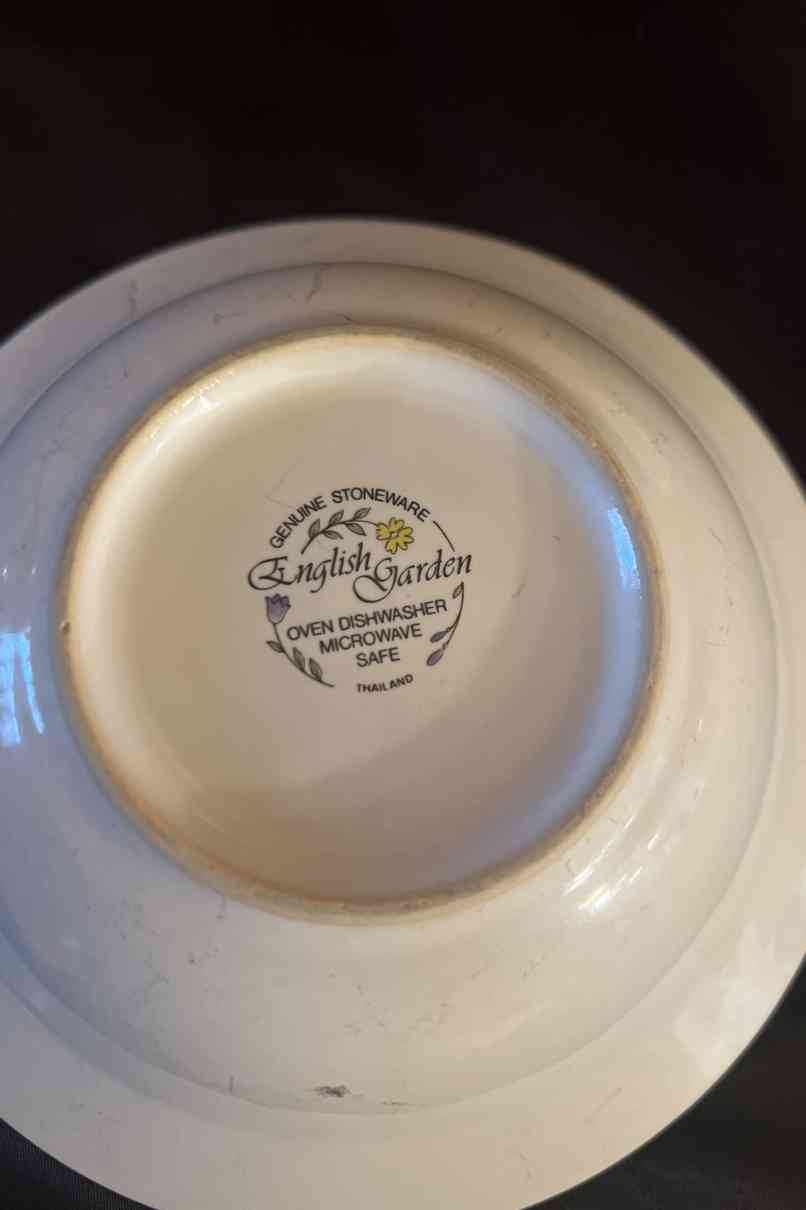 GENUINE STONEWARE
English Garden
OVEN DISHWASHER
MICROWAVE
SAFE
THAILAND